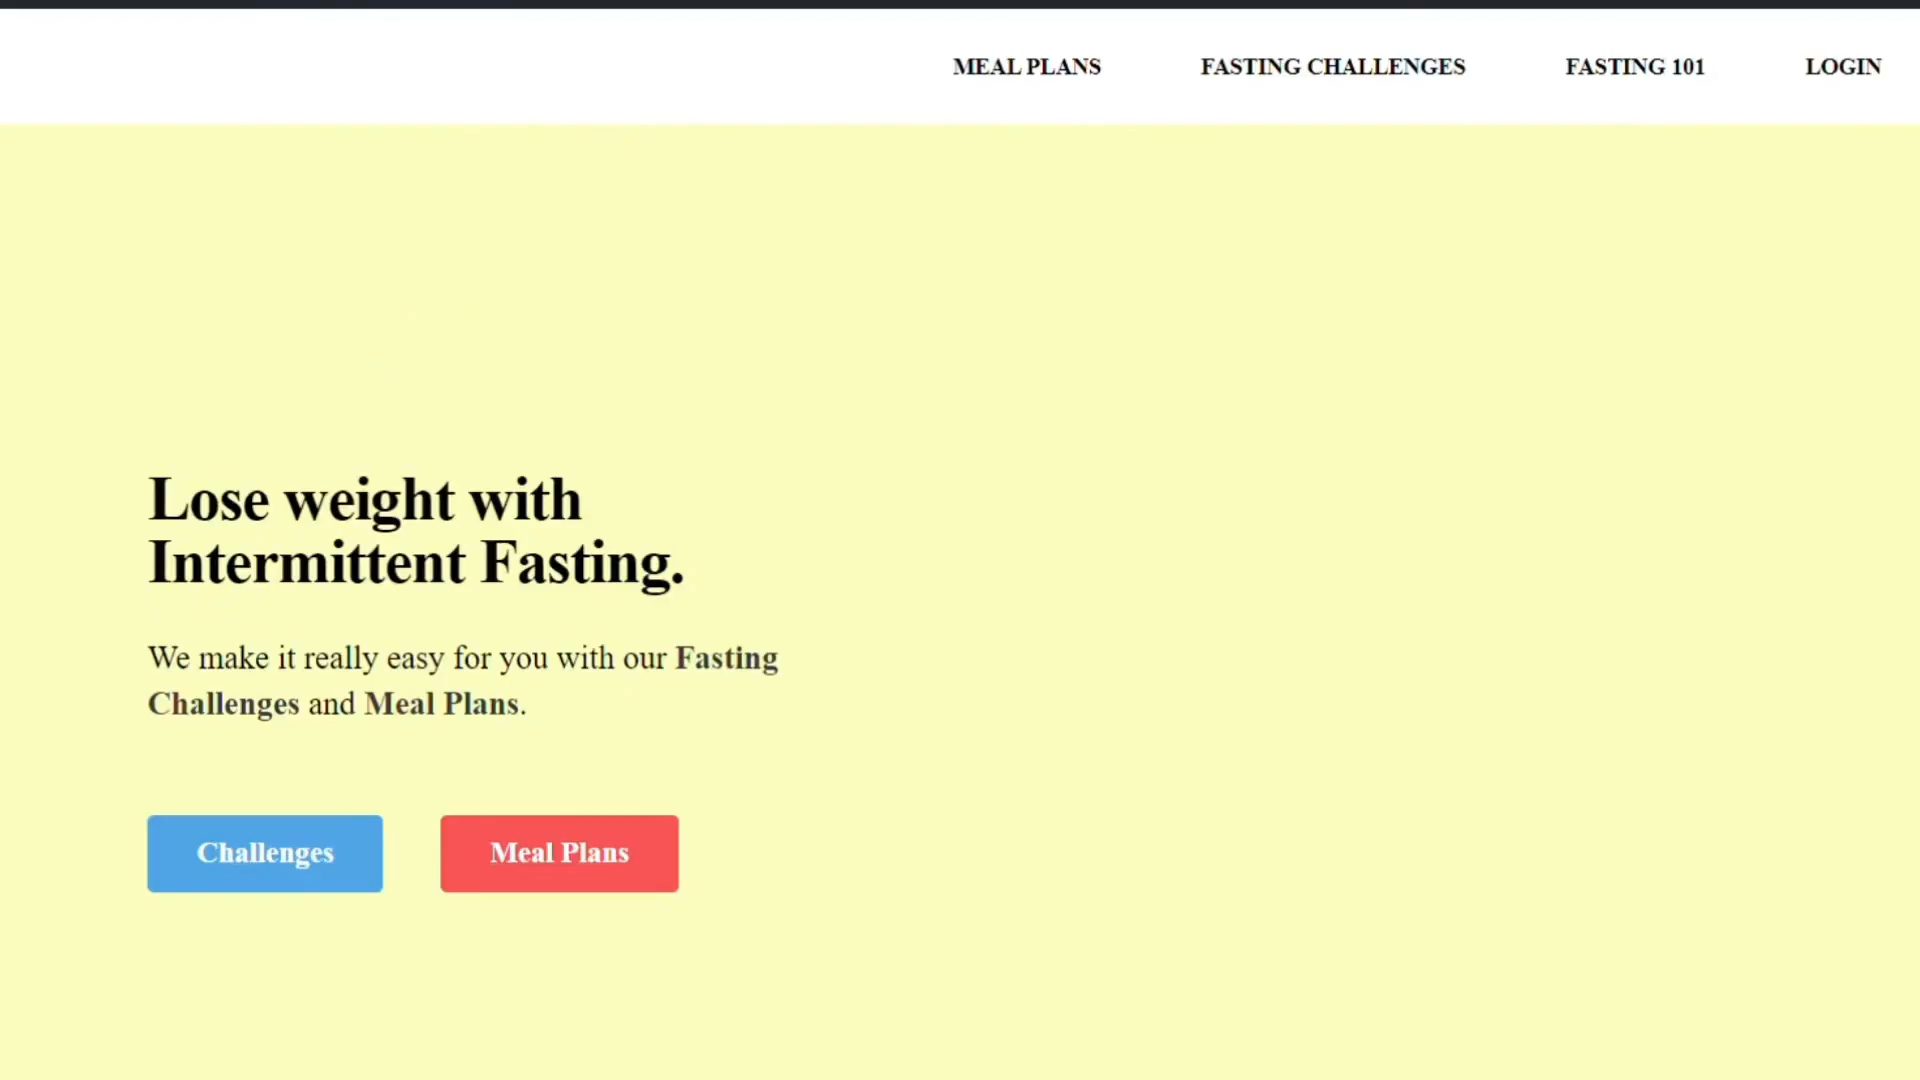 MEAL PLANS FASTING CHALLENGES FASTING 101 LOGIN
Lose weight with
Intermittent Fasting.
We make it really easy for you with our Fasting
Challenges and Meal Plans.
Challenges Meal Plans